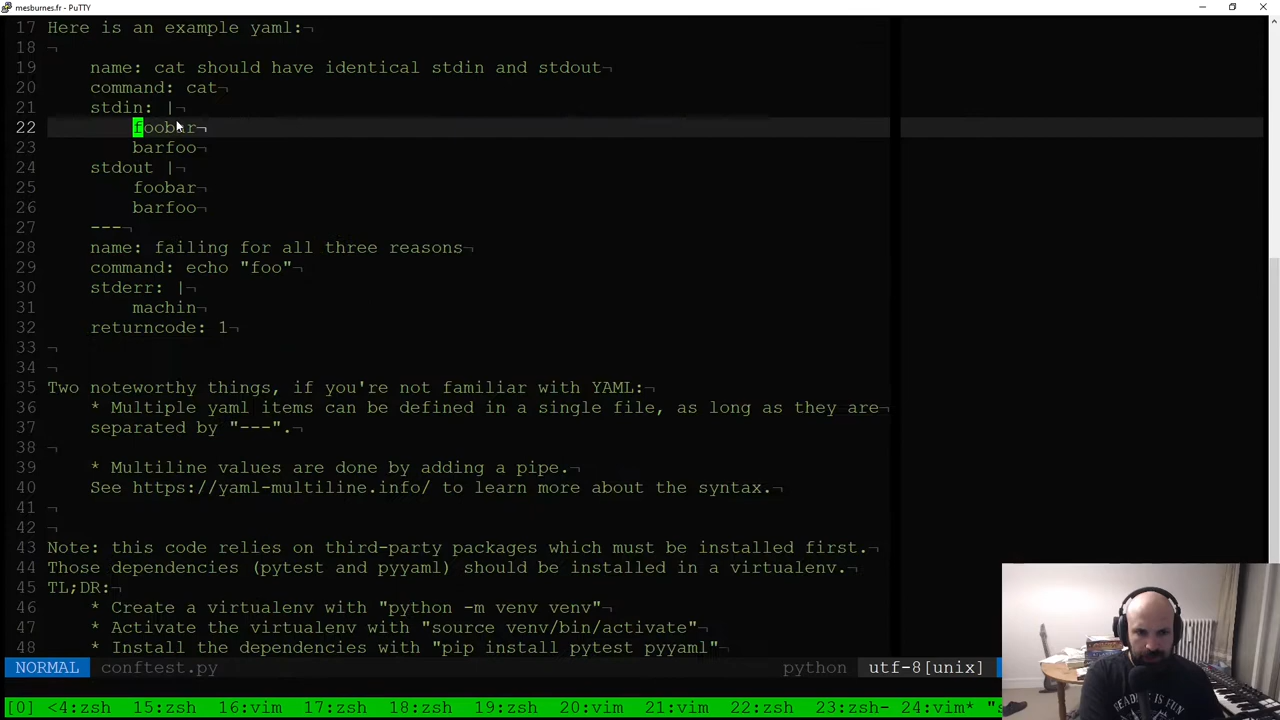 mesburnes.fr - PuTTY
17 Here is an example yaml:¬
18 ¬
19 name: cat should have identical stdin and stdout¬
20 command: cat¬
21 stdin: |¬
22 foobar¬
23 barfoo¬
24 stdout |¬
25 foobar¬
26 barfoo¬
27 ---¬
28 name: failing for all three reasons¬
29 command: echo "foo"¬
30 stderr: |¬
31 machin¬
32 returncode: 1¬
33 ¬
34 ¬
35 Two noteworthy things, if you're not familiar with YAML:¬
36 * Multiple yaml items can be defined in a single file, as long as they are¬
37 separated by "---".¬
38 ¬
39 * Multiline values are done by adding a pipe.¬
40 See https://yaml-multiline.info/ to learn more about the syntax.¬
41 ¬
42 ¬
43 Note: this code relies on third-party packages which must be installed first.¬
44 Those dependencies (pytest and pyyaml) should be installed in a virtualenv.¬
45 TL;DR:¬
46 * Create a virtualenv with "python -m venv venv"¬
47 * Activate the virtualenv with "source venv/bin/activate"¬
48 * Install the dependencies with "pip install pytest pyyaml"¬
NORMAL conftest.py python utf-8[unix]
[0] <4:zsh 15:zsh 16:vim 17:zsh 18:zsh 19:zsh 20:vim 21:vim 22:zsh 23:zsh- 24:vim* "s